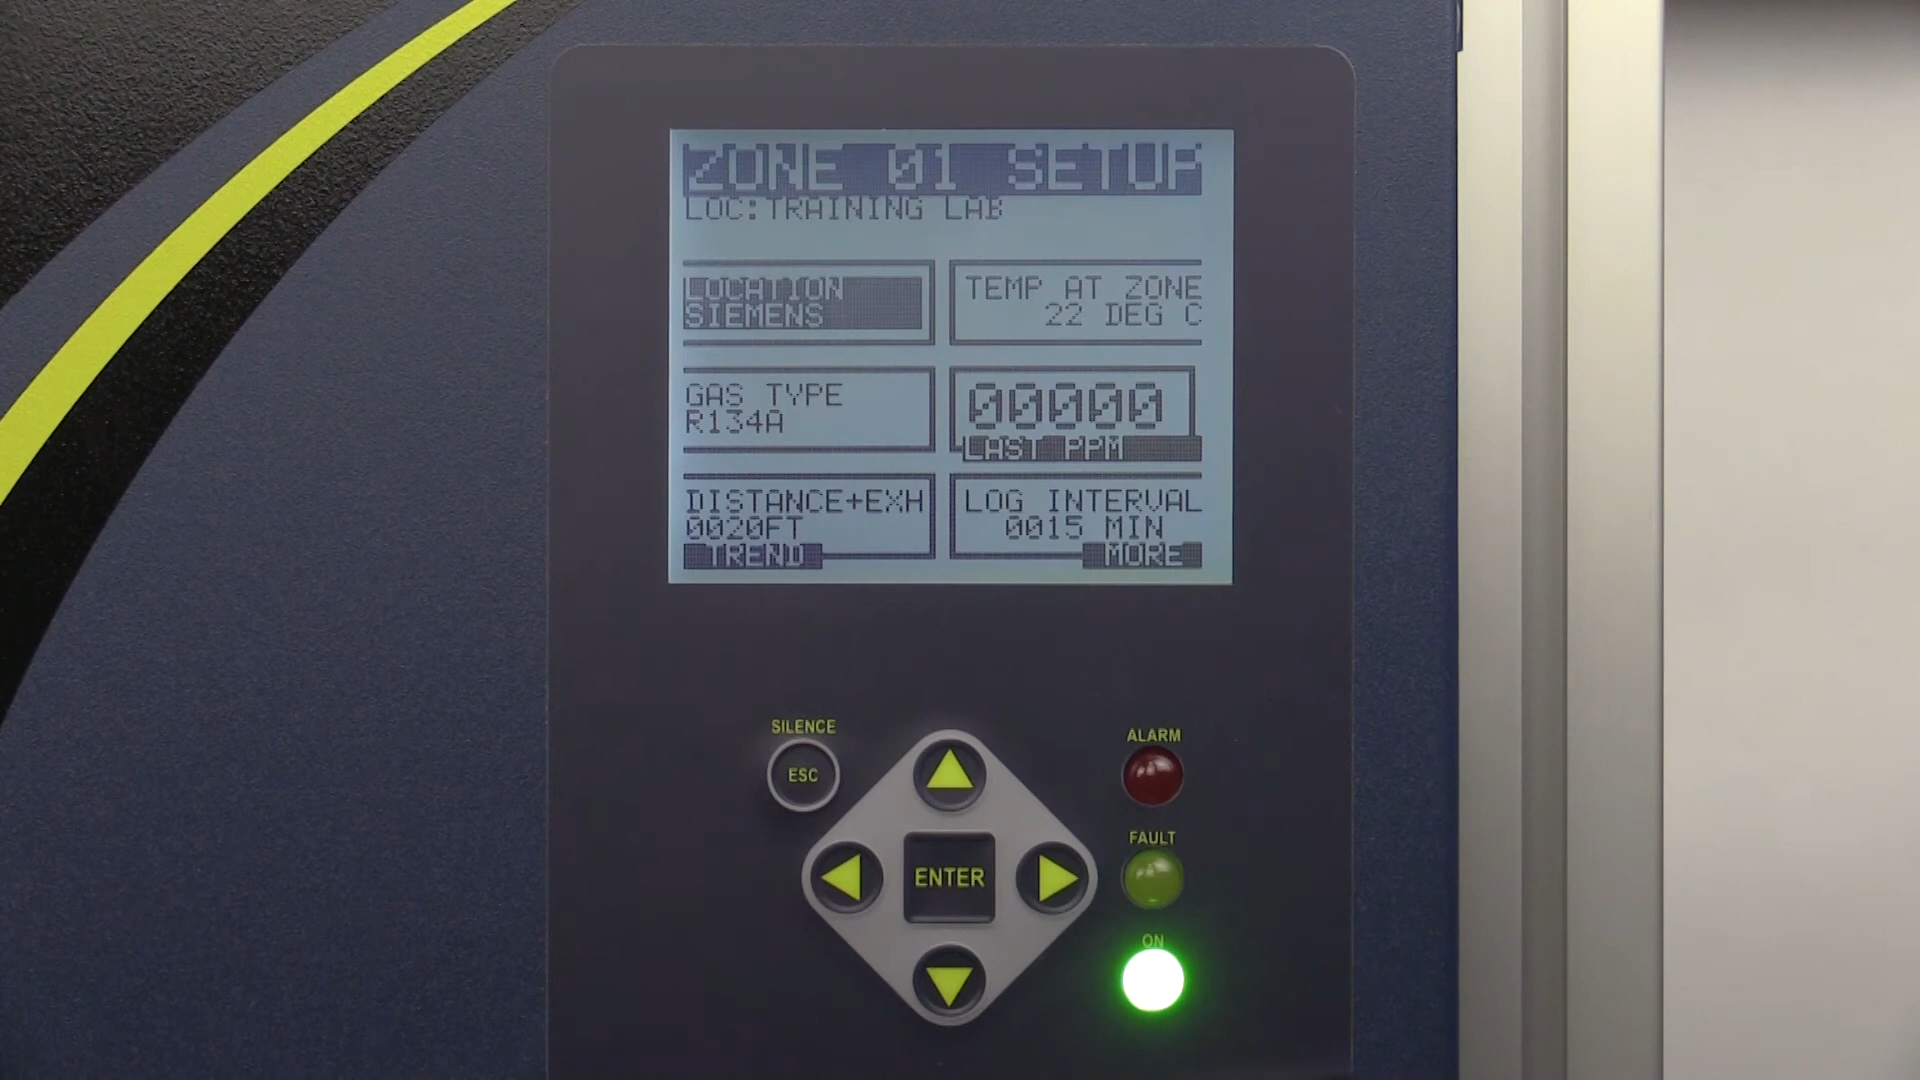 ZONE 01 SETUP
LOC:TRAINING LAB
LOCATION
SIEMENS
TEMP AT ZONE
22 DEG C
GAS TYPE
R134A
00000
LAST PPM
DISTANCE+EXH
0020FT
LOG INTERVAL
0015 MIN
TREND
MORE
SILENCE
ESC
ENTER
ALARM
FAULT
ON